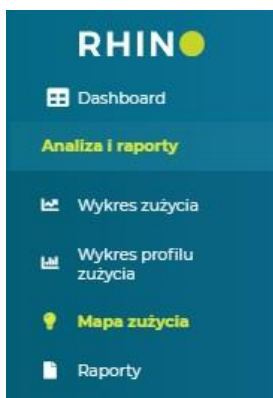 RHINO
Dashboard
Analiza i raporty
Wykres zużycia
Wykres profilu
zużycia
Mapa zużycia
Raporty